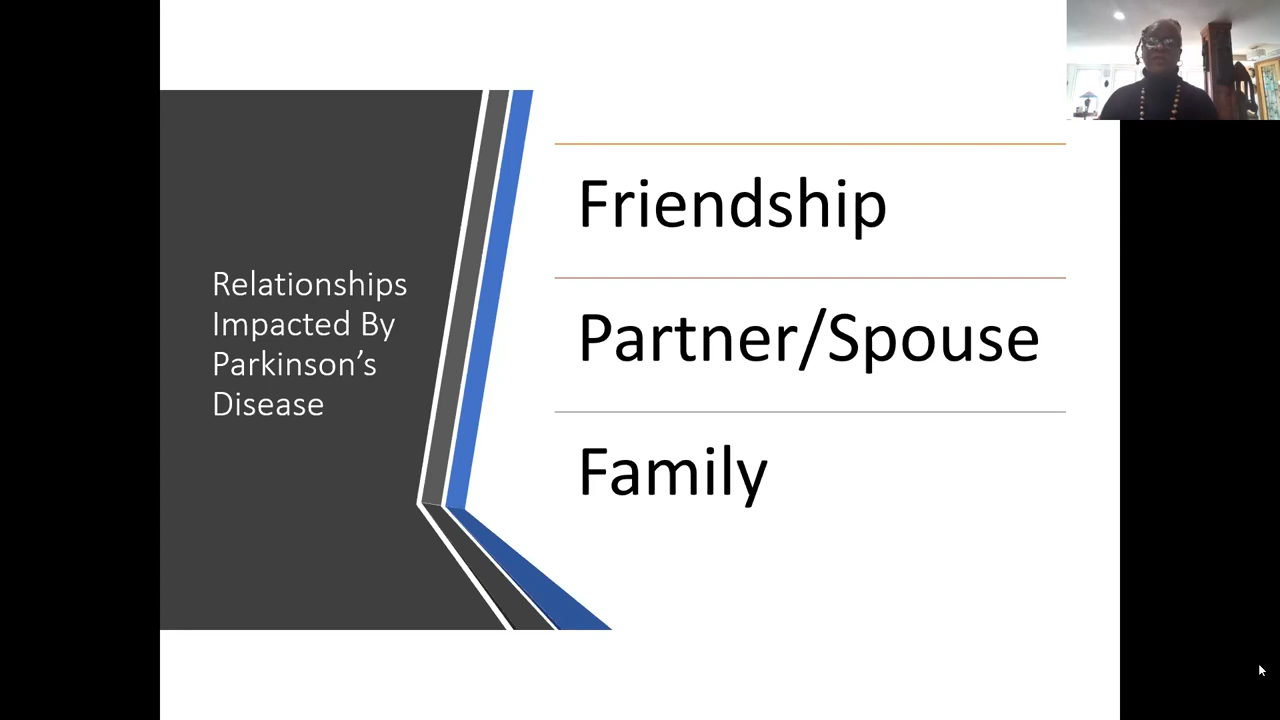 Relationships
Impacted By
Parkinson’s
Disease
Friendship
Partner/Spouse
Family